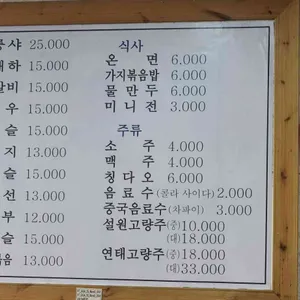 식사
온 면 6.000
가지볶음밥 6.000
물 만 두 6.000
미 니 전 3.000
주류
소 주 4.000
맥 주 4.000
칭 다 오 6.000
음 료 수 (콜라 사이다) 2.000
중국음료수 (차파이) 3.000
설원고량주 (중) 10.000
(대) 18.000
연태고량주 (중) 18.000
(대) 33.000
샤 25.000
하 15.000
갈비 15.000
우 15.000
슬 15.000
지 13.000
슬 15.000
선 13.000
부 12.000
슬 15.000
13.000